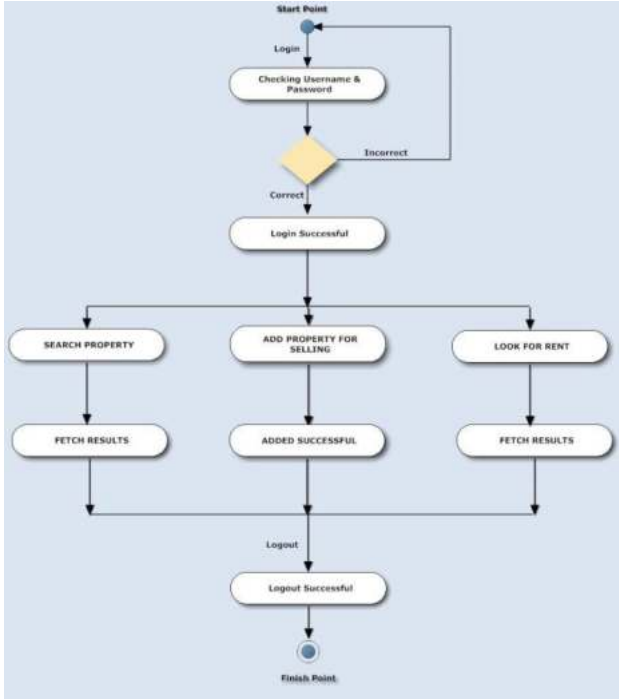 Start Point
Login
Checking Username &
Password
Incorrect
Correct
Login Successful
SEARCH PROPERTY
ADD PROPERTY FOR
SELLING
LOOK FOR RENT
FETCH RESULTS
ADDED SUCCESSFUL
FETCH RESULTS
Logout
Logout Successful
Finish Point